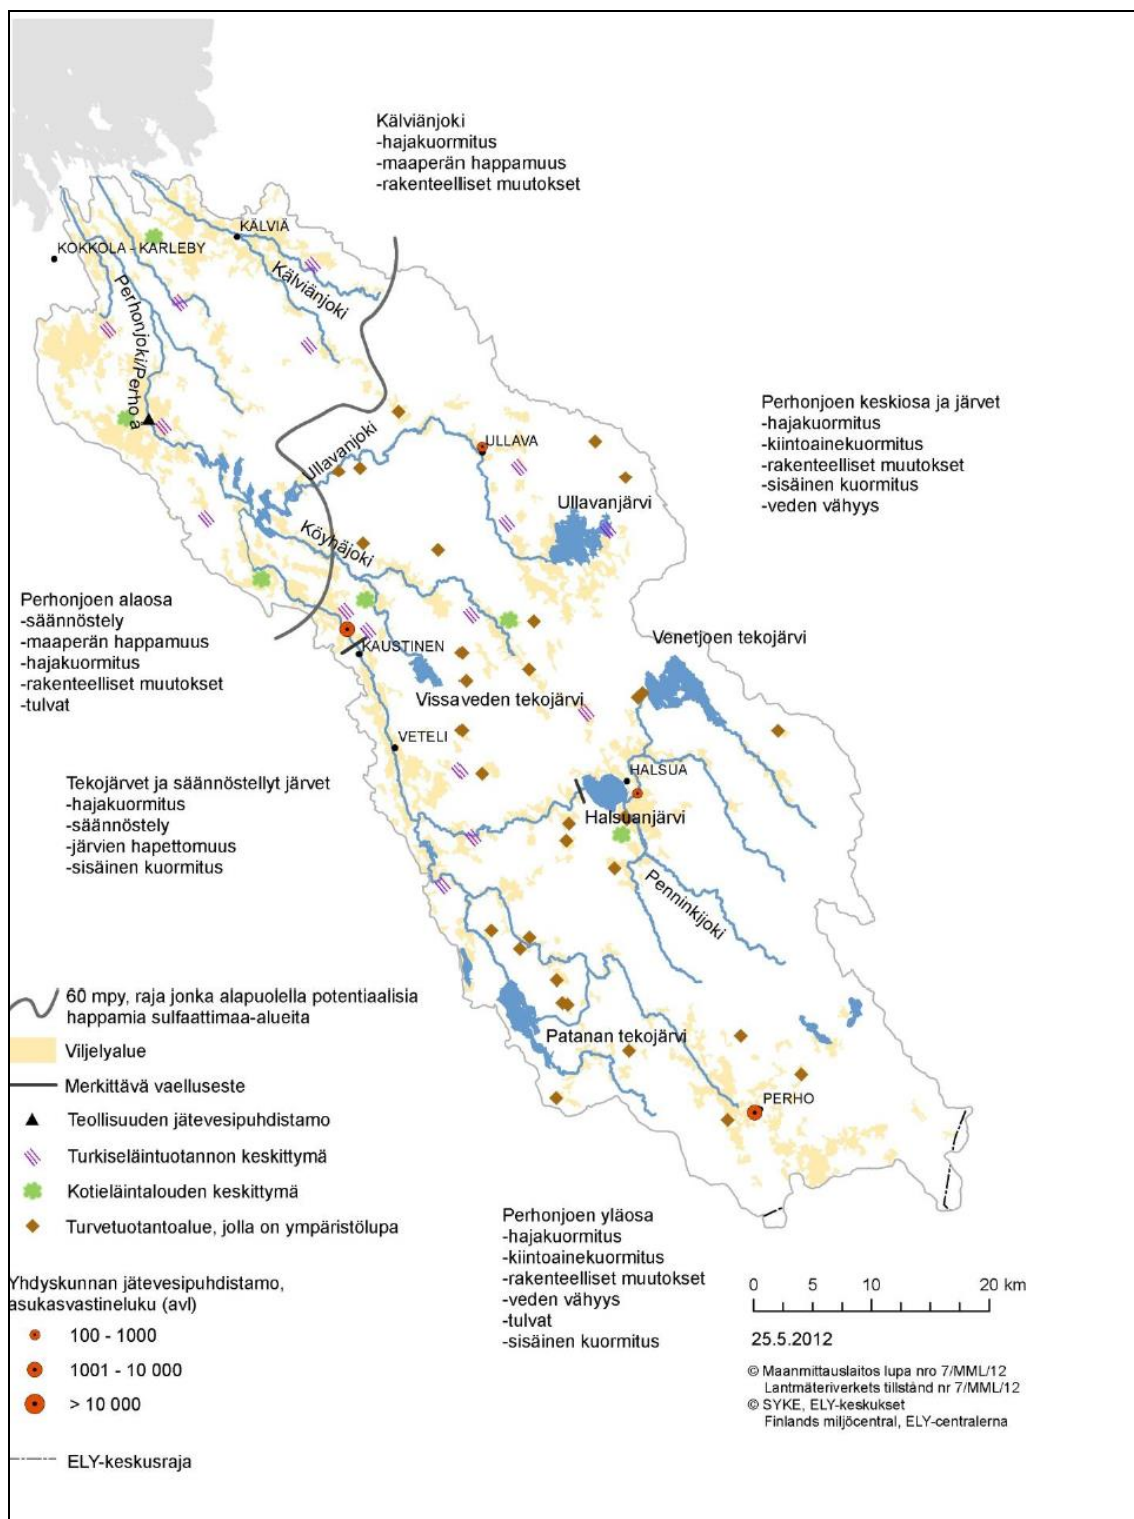 Kälviänjoki
-hajakuormitus
-maaperän happamuus
-rakenteelliset muutokset
KÄLVIÄ
KOKKOLA - KARLEBY
Kälviänjoki
Perhonjoki/Perho å
Perhonjoen keskiosa ja järvet
-hajakuormitus
-kiintoainekuormitus
-rakenteelliset muutokset
-sisäinen kuormitus
-veden vähyys
Ullavanjoki
ULLAVA
Ullavanjärvi
Köyhäjoki
Perhonjoen alaosa
-säännöstely
-maaperän happamuus
-hajakuormitus
-rakenteelliset muutokset
-tulvat
Venetjoen tekojärvi
KAUSTINEN
Vissaveden tekojärvi
VETELI
Tekojärvet ja säännöstellyt järvet
-hajakuormitus
-säännöstely
-järvien hapettomuus
-sisäinen kuormitus
HALSUA
Halsuanjärvi
Penninkijoki
Patanan tekojärvi
PERHO
60 mpy, raja jonka alapuolella potentiaalisia
happamia sulfaattimaa-alueita
Viljelyalue
Merkittävä vaelluseste
Teollisuuden jätevesipuhdistamo
Turkiseläintuotannon keskittymä
Kotieläintalouden keskittymä
Turvetuotantoalue, jolla on ympäristölupa
Yhdyskunnan jätevesipuhdistamo,
asukasvastineluku (avl)
100 - 1000
1001 - 10 000
> 10 000
ELY-keskusraja
Perhonjoen yläosa
-hajakuormitus
-kiintoainekuormitus
-rakenteelliset muutokset
-veden vähyys
-tulvat
-sisäinen kuormitus
0 5 10 20 km
25.5.2012
© Maanmittauslaitos lupa nro 7/MML/12
Lantmäteriverkets tillstånd nr 7/MML/12
© SYKE, ELY-keskukset
Finlands miljöcentral, ELY-centralerna